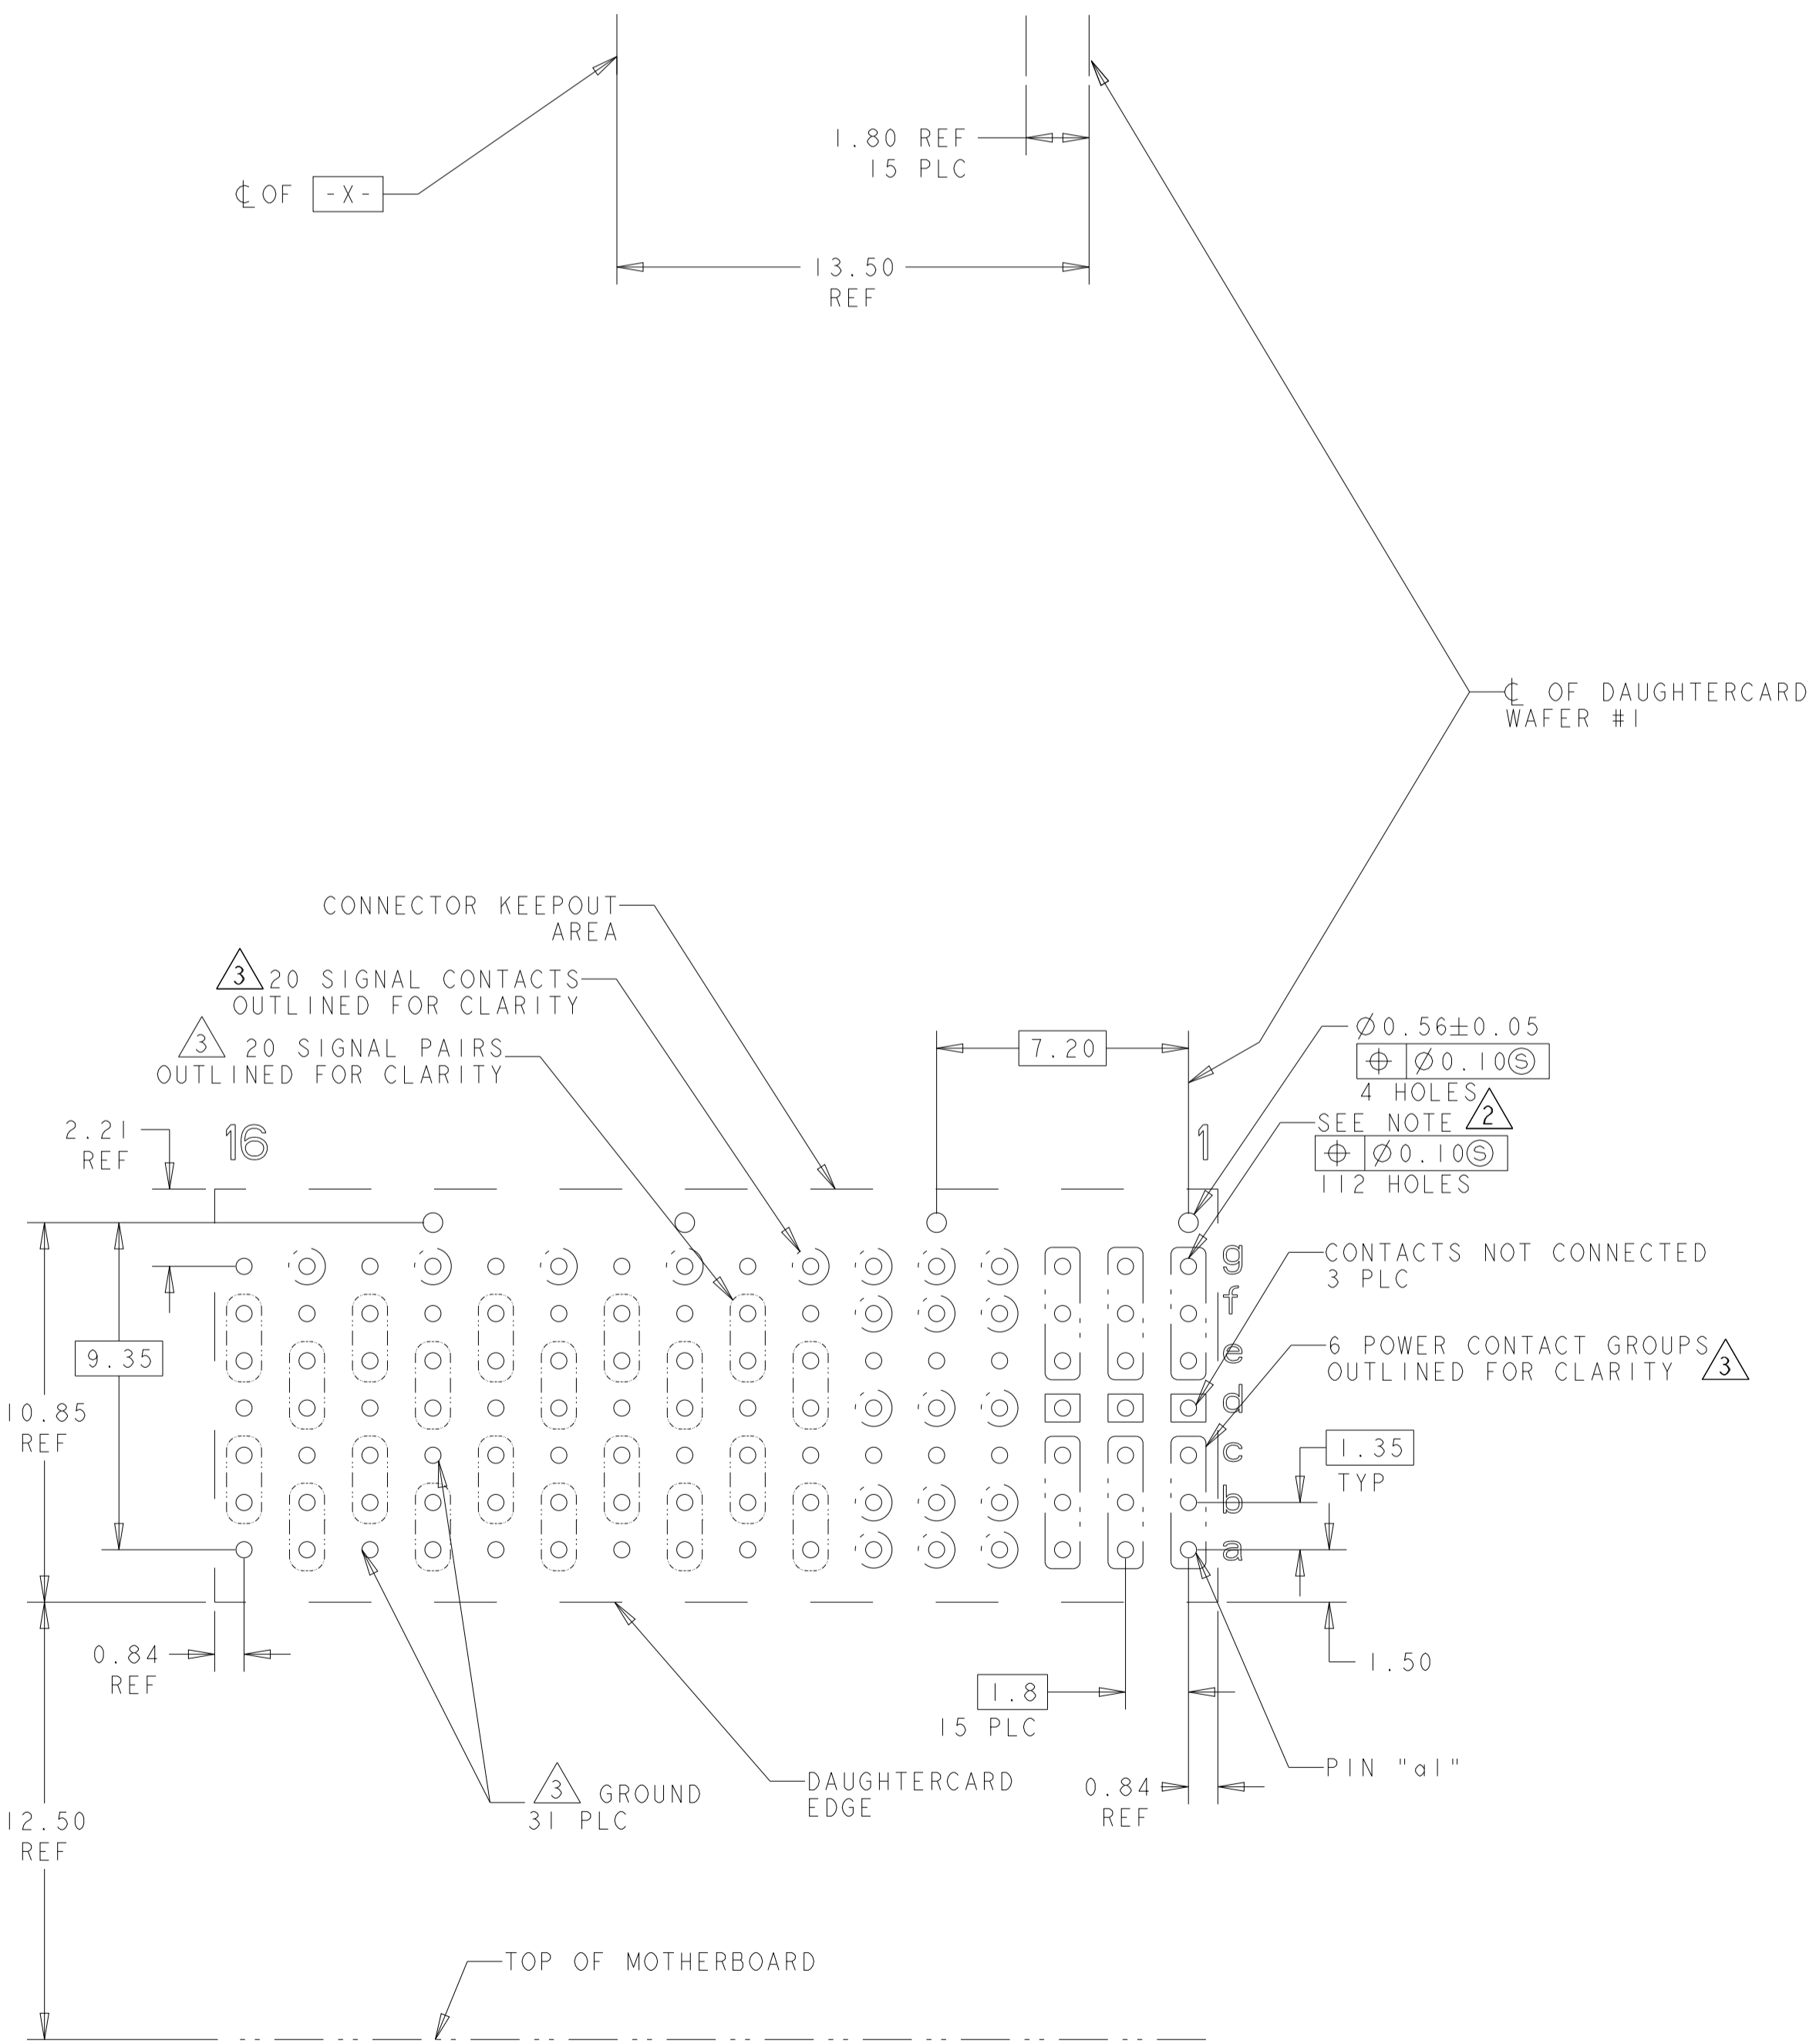 1.80 REF
15 PLC
℄ OF -X-
13.50
REF
℄ OF DAUGHTERCARD
WAFER #1
CONNECTOR KEEPOUT
AREA
3 20 SIGNAL CONTACTS
OUTLINED FOR CLARITY
3 20 SIGNAL PAIRS
OUTLINED FOR CLARITY
7.20
Ø0.56±0.05
⌖ Ø0.10Ⓢ
4 HOLES
SEE NOTE 2
⌖ Ø0.10Ⓢ
112 HOLES
2.21
REF
16
1
g
f
e
d
c
b
a
CONTACTS NOT CONNECTED
3 PLC
6 POWER CONTACT GROUPS
OUTLINED FOR CLARITY 3
9.35
10.85
REF
1.35
TYP
0.84
REF
1.50
1.8
15 PLC
PIN "a1"
3 GROUND
31 PLC
DAUGHTERCARD
EDGE
0.84
REF
12.50
REF
TOP OF MOTHERBOARD